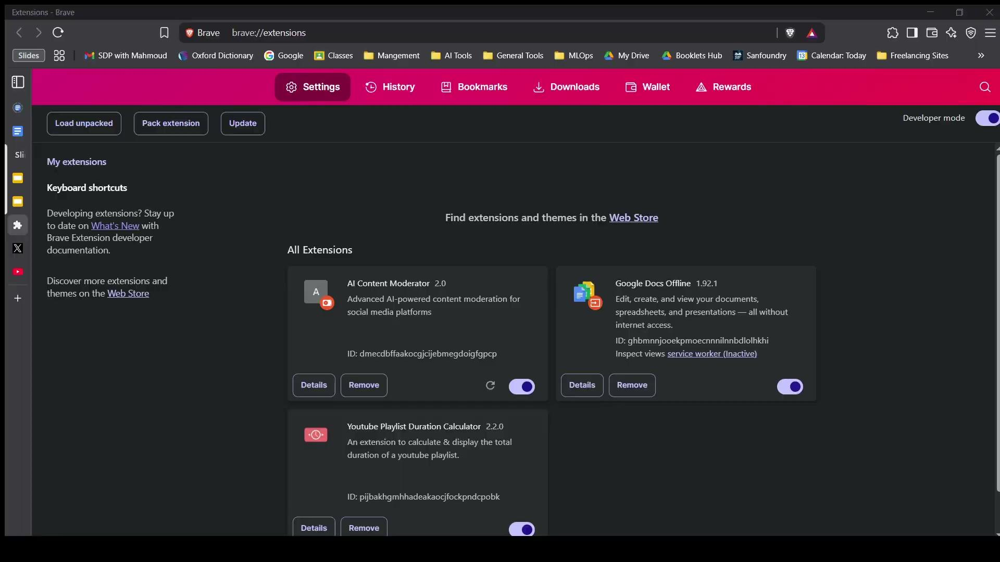 Extensions - Brave
Brave brave://extensions
Slides SDP with Mahmoud Oxford Dictionary Google Classes Mangement AI Tools General Tools MLOps My Drive Booklets Hub Sanfoundry 13 Calendar: Today Freelancing Sites
Settings History Bookmarks Downloads Wallet Rewards
Load unpacked Pack extension Update Developer mode
Sli
My extensions
Keyboard shortcuts
Developing extensions? Stay up
to date on What's New with
Brave Extension developer
documentation.
Discover more extensions and
themes on the Web Store
Find extensions and themes in the Web Store
All Extensions
A
AI Content Moderator 2.0
Advanced AI-powered content moderation for
social media platforms
ID: dmecdbffaakocgjcijebmegdoigfgpcp
Details Remove
Google Docs Offline 1.92.1
Edit, create, and view your documents,
spreadsheets, and presentations — all without
internet access.
ID: ghbmnnjooekpmoecnnnilnnbdlolhkhi
Inspect views service worker (Inactive)
Details Remove
Youtube Playlist Duration Calculator 2.2.0
An extension to calculate & display the total
duration of a youtube playlist.
ID: pijbakhgmhhadeakaocjfockpndcpobk
Details Remove